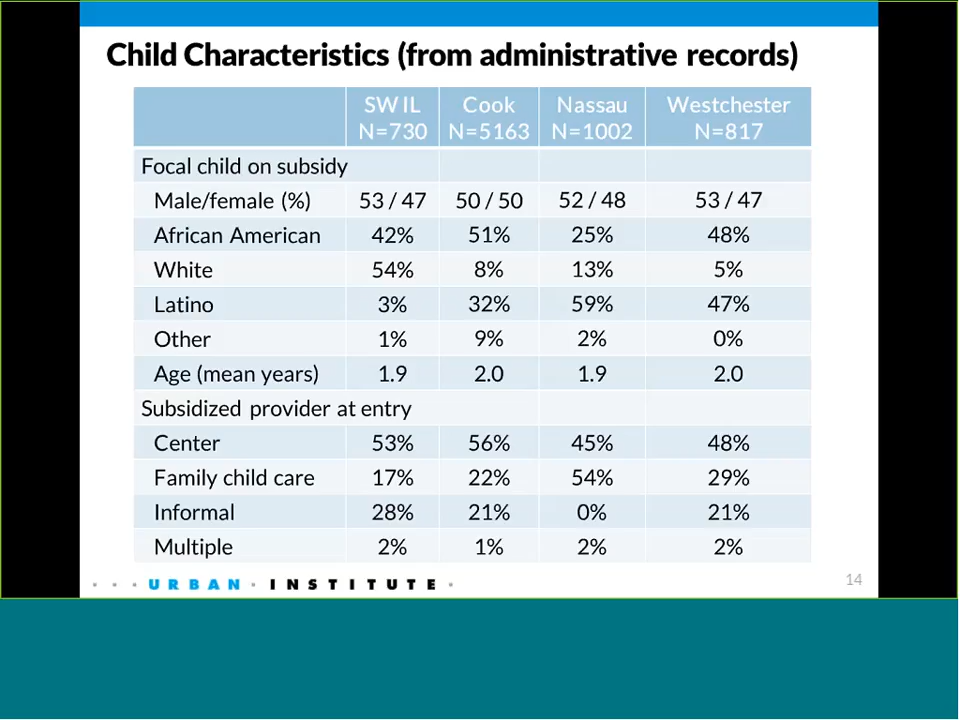 Child Characteristics (from administrative records)
SW IL Cook Nassau Westchester
N=730 N=5163 N=1002 N=817
Focal child on subsidy
Male/female (%) 53 / 47 50 / 50 52 / 48 53 / 47
African American 42% 51% 25% 48%
White 54% 8% 13% 5%
Latino 3% 32% 59% 47%
Other 1% 9% 2% 0%
Age (mean years) 1.9 2.0 1.9 2.0
Subsidized provider at entry
Center 53% 56% 45% 48%
Family child care 17% 22% 54% 29%
Informal 28% 21% 0% 21%
Multiple 2% 1% 2% 2%
URBAN INSTITUTE
14